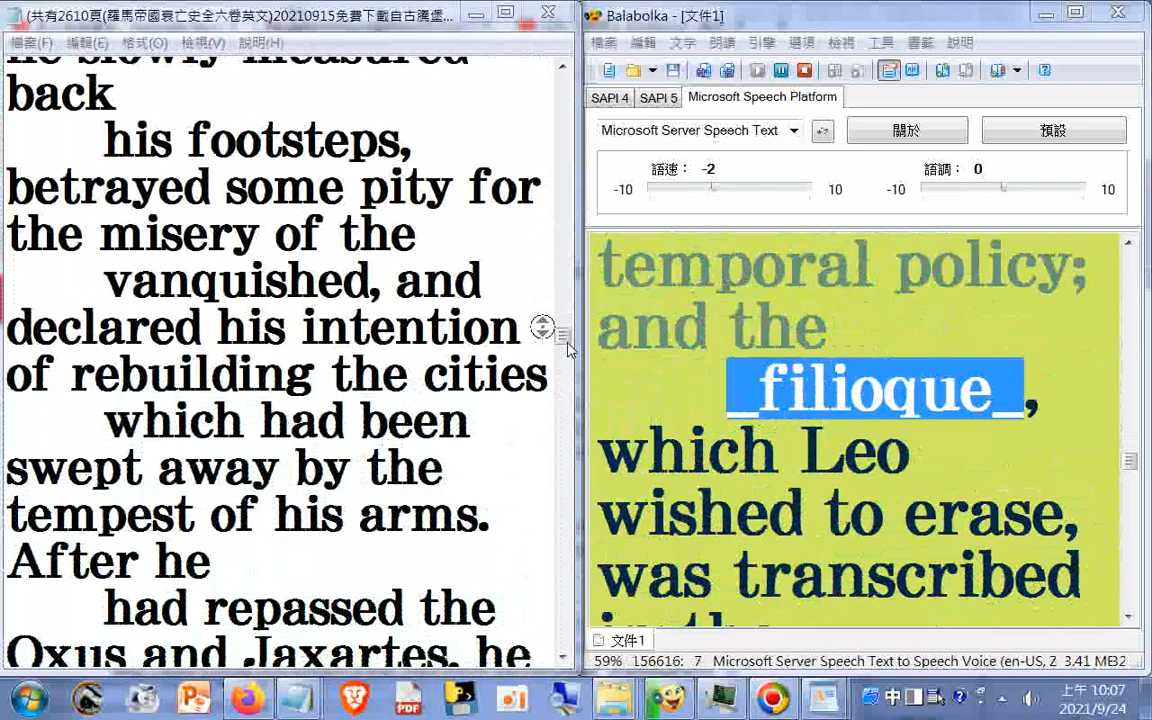 (共有2610頁(羅馬帝國衰亡史全六卷英文)20210915免費下載自古騰堡...
檔案(F) 編輯(E) 格式(O) 檢視(V) 說明(H)
he slowly measured
back
his footsteps,
betrayed some pity for
the misery of the
vanquished, and
declared his intention
of rebuilding the cities
which had been
swept away by the
tempest of his arms.
After he
had repassed the
Oxus and Jaxartes, he
Balabolka - [文件1]
檔案 編輯 文字 朗讀 引擎 選項 檢視 工具 書籤 說明
SAPI 4 SAPI 5 Microsoft Speech Platform
Microsoft Server Speech Text 關於 預設
語速： -2 語調： 0
-10 10 -10 10
temporal policy;
and the
_filioque_,
which Leo
wished to erase,
was transcribed
in the
文件1
59% 156616: 7 Microsoft Server Speech Text to Speech Voice (en-US, Z 3.41 MB2
中
上午 10:07
2021/9/24